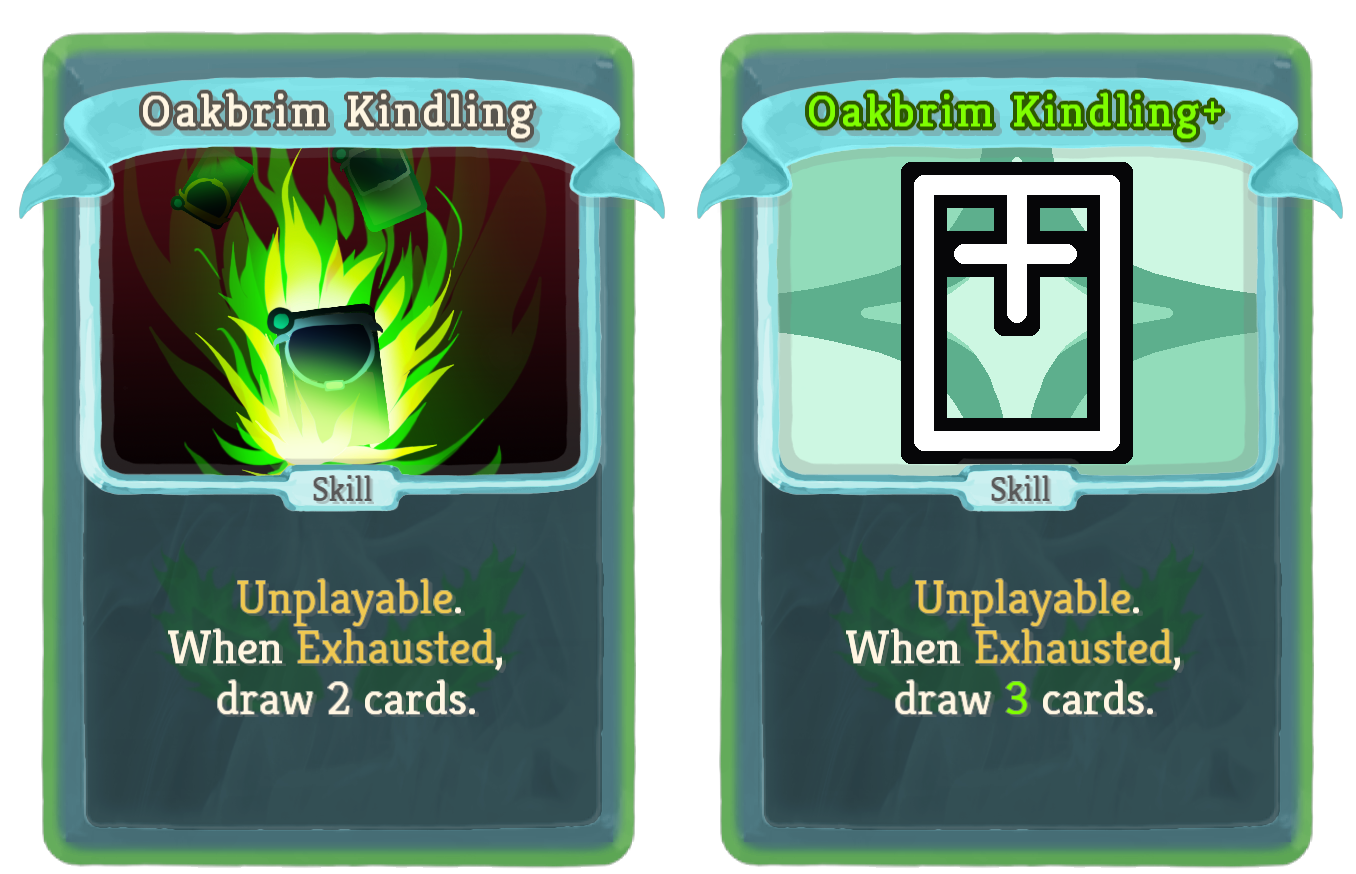 Oakbrim Kindling
Skill
Unplayable.
When Exhausted,
draw 2 cards.
Oakbrim Kindling+
Skill
Unplayable.
When Exhausted,
draw 3 cards.